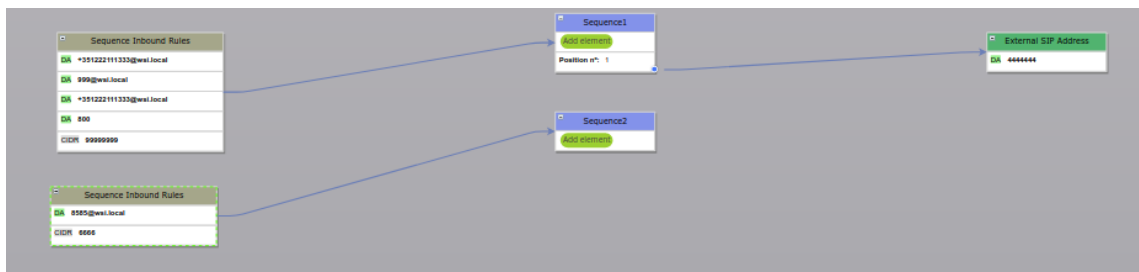 Sequence Inbound Rules
DA +351222111333@wsi.local
DA 999@wsi.local
DA +351222111333@wsi.local
DA 800
CIDR 99999999
Sequence1
Add element
Position nº: 1
External SIP Address
DA 4444444
Sequence2
Add element
Sequence Inbound Rules
DA 8585@wsi.local
CIDR 6666